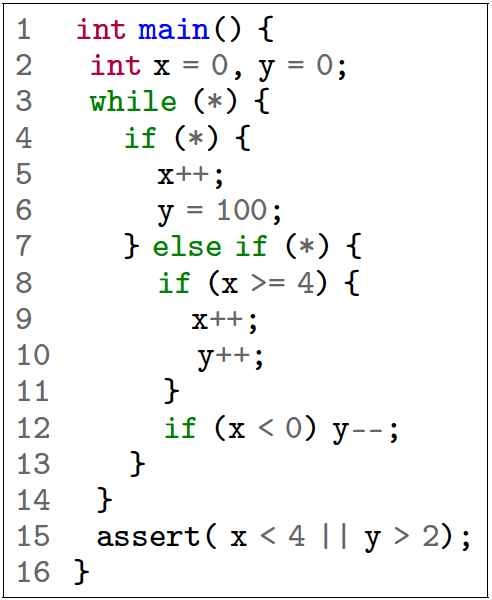 1 int main() {
2 int x = 0, y = 0;
3 while (*) {
4 if (*) {
5 x++;
6 y = 100;
7 } else if (*) {
8 if (x >= 4) {
9 x++;
10 y++;
11 }
12 if (x < 0) y--;
13 }
14 }
15 assert( x < 4 || y > 2);
16 }